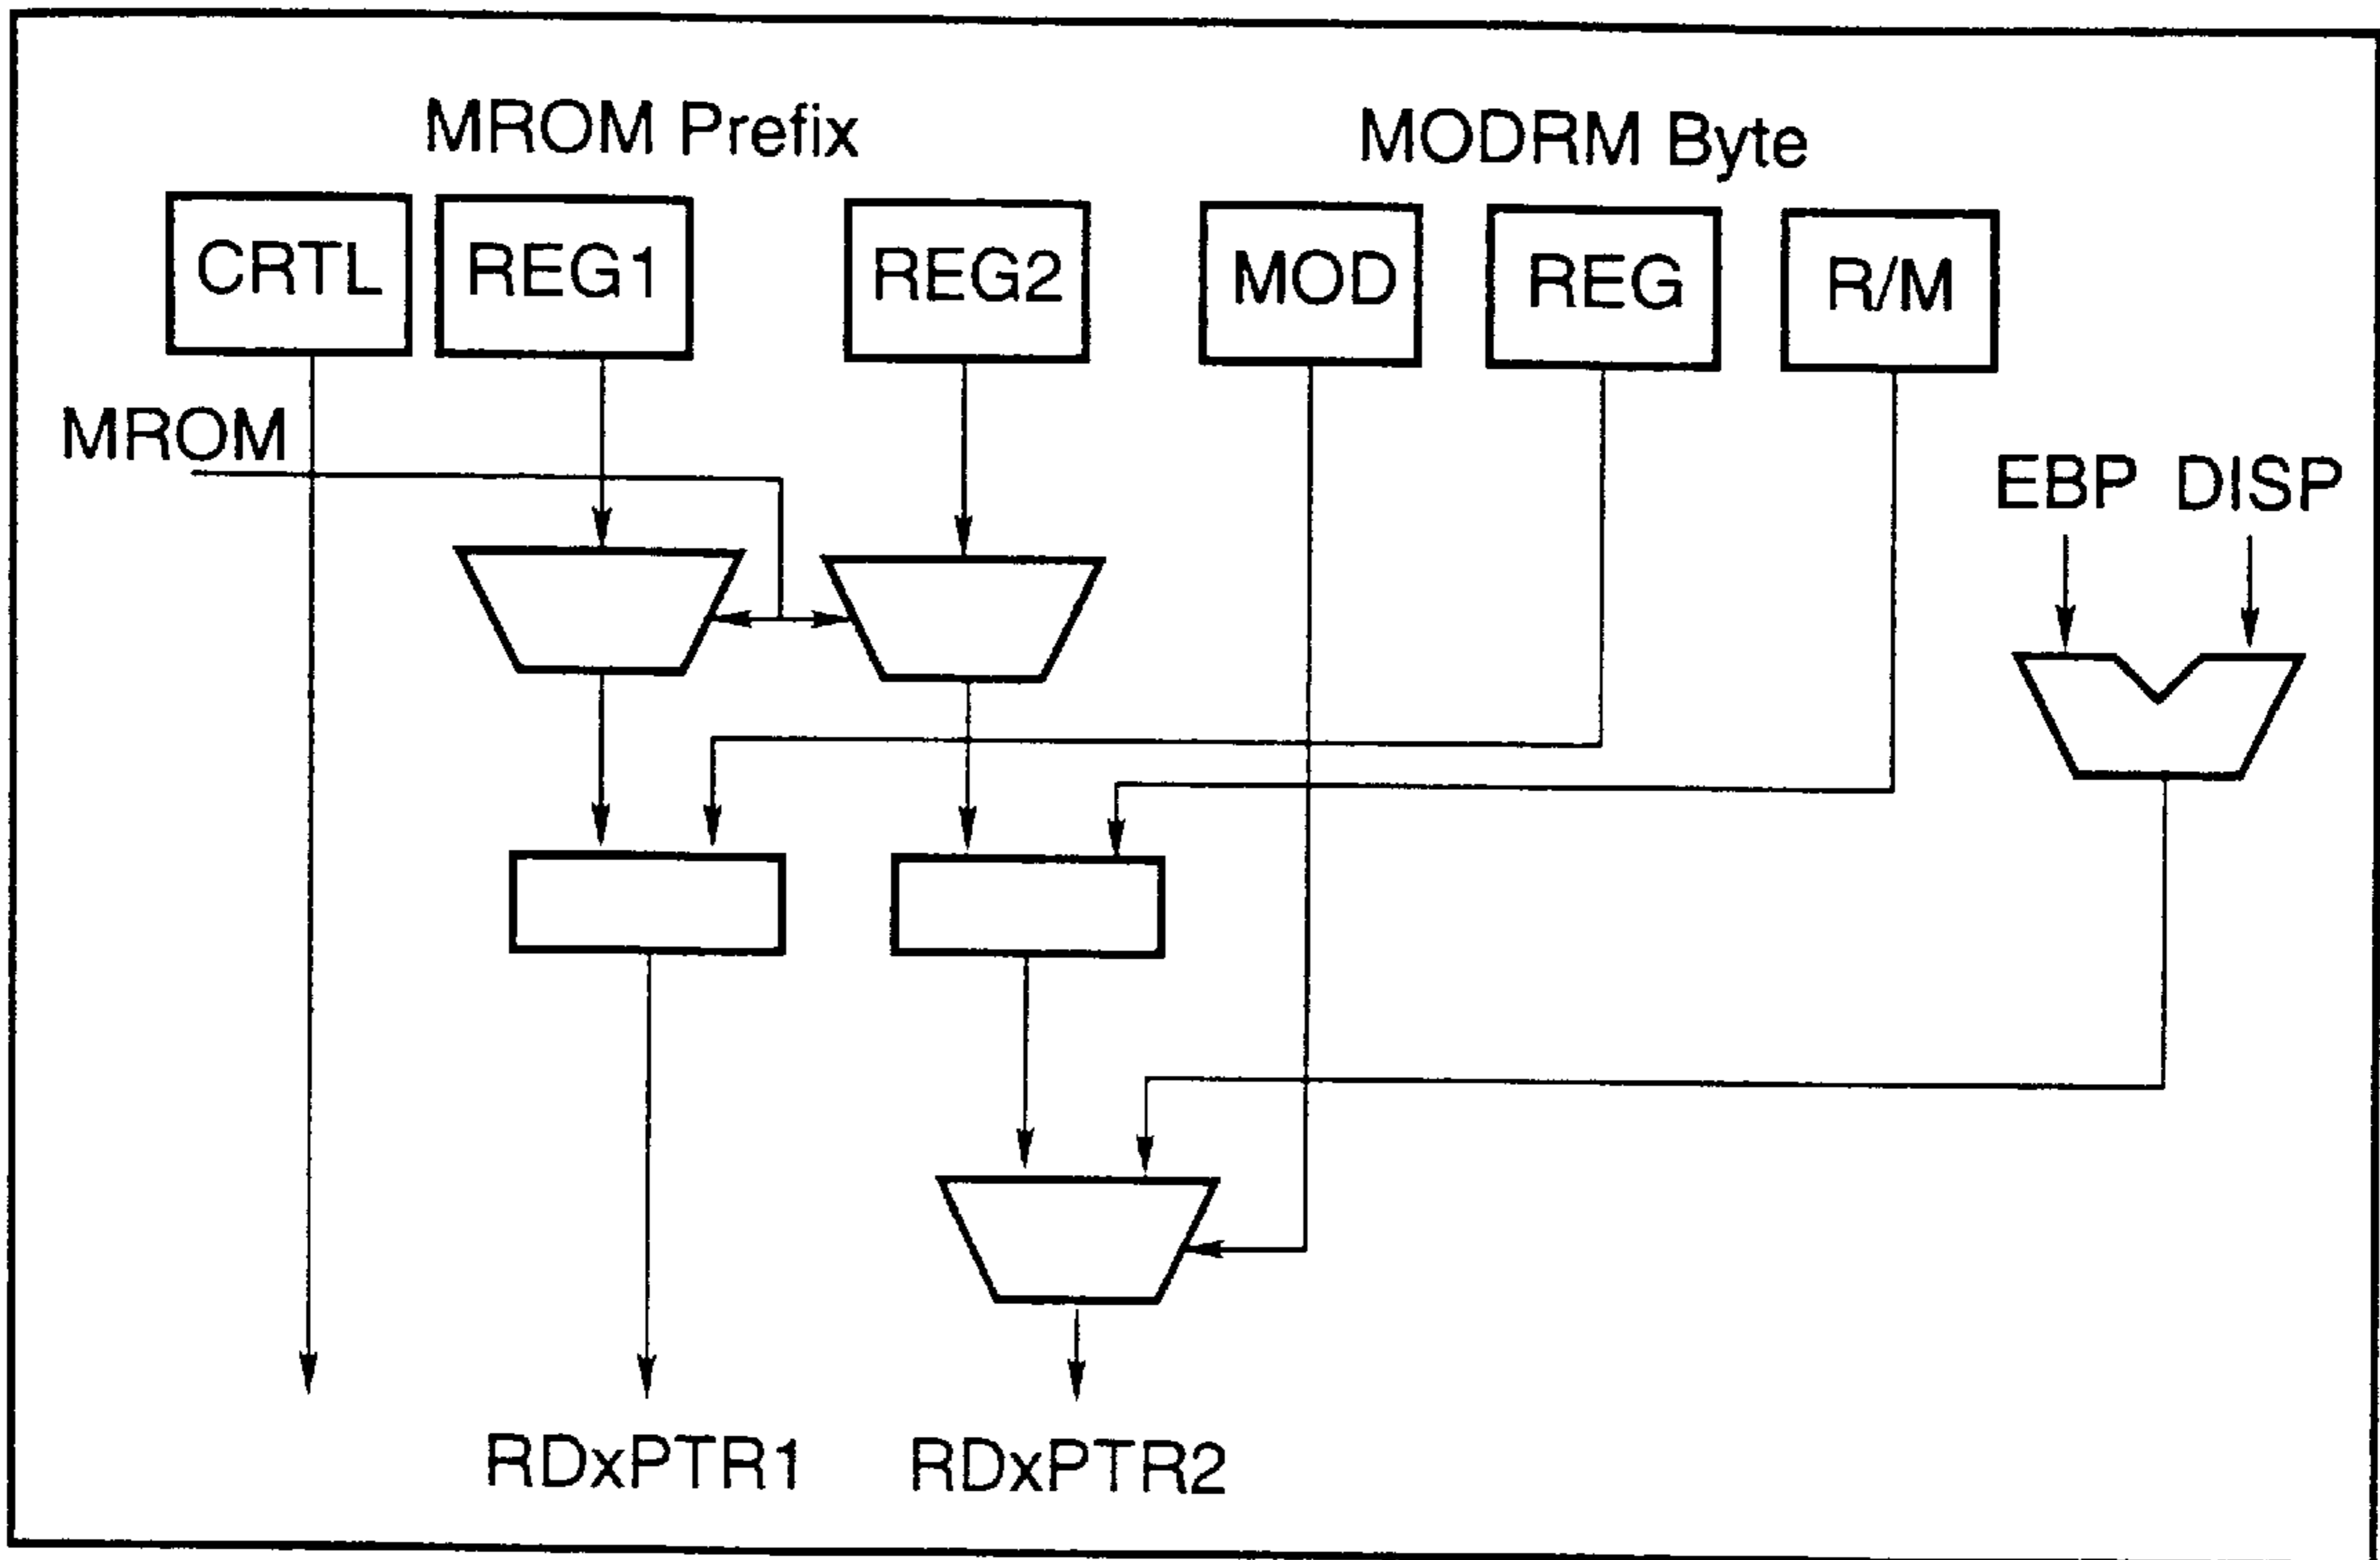 MROM Prefix
MODRM Byte
CRTL
REG1
REG2
MOD
REG
R/M
MROM
EBP
DISP
RDxPTR1
RDxPTR2